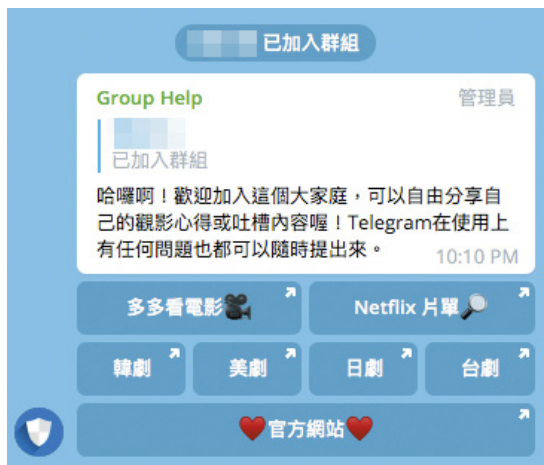 已加入群組
Group Help 管理員
已加入群組
哈囉啊！歡迎加入這個大家庭，可以自由分享自
己的觀影心得或吐槽內容喔！Telegram在使用上
有任何問題也都可以隨時提出來。 10:10 PM
多多看電影🎥 Netflix 片單🔎
韓劇 美劇 日劇 台劇
❤️官方網站❤️